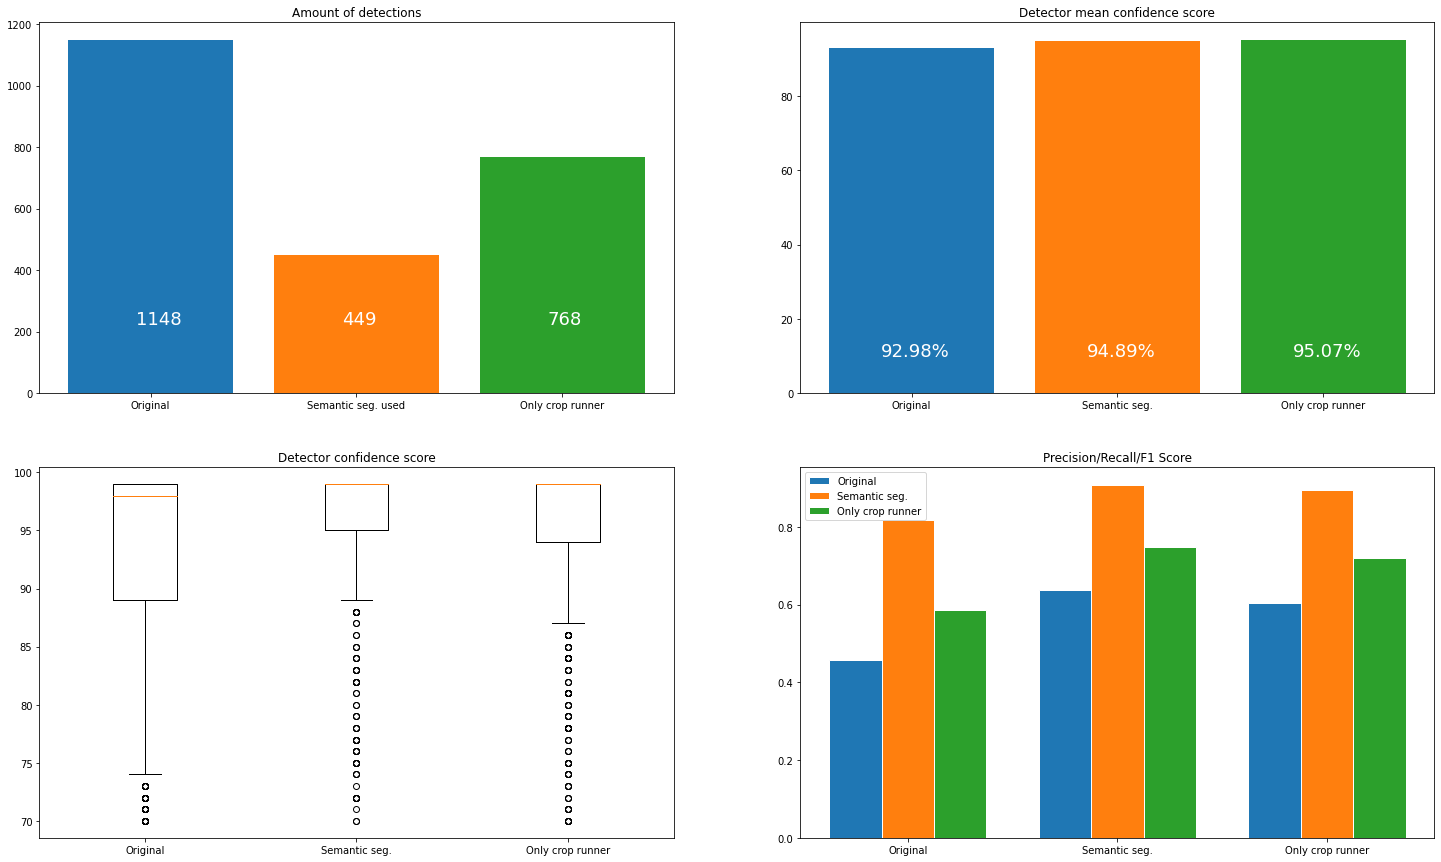 Amount of detections
1200
1000
800
600
400
200
0
1148
449
768
Original
Semantic seg. used
Only crop runner
Detector mean confidence score
80
60
40
20
0
92.98%
94.89%
95.07%
Original
Semantic seg.
Only crop runner
Detector confidence score
100
95
90
85
80
75
70
Original
Semantic seg.
Only crop runner
Precision/Recall/F1 Score
Original
Semantic seg.
Only crop runner
0.8
0.6
0.4
0.2
0.0
Original
Semantic seg.
Only crop runner